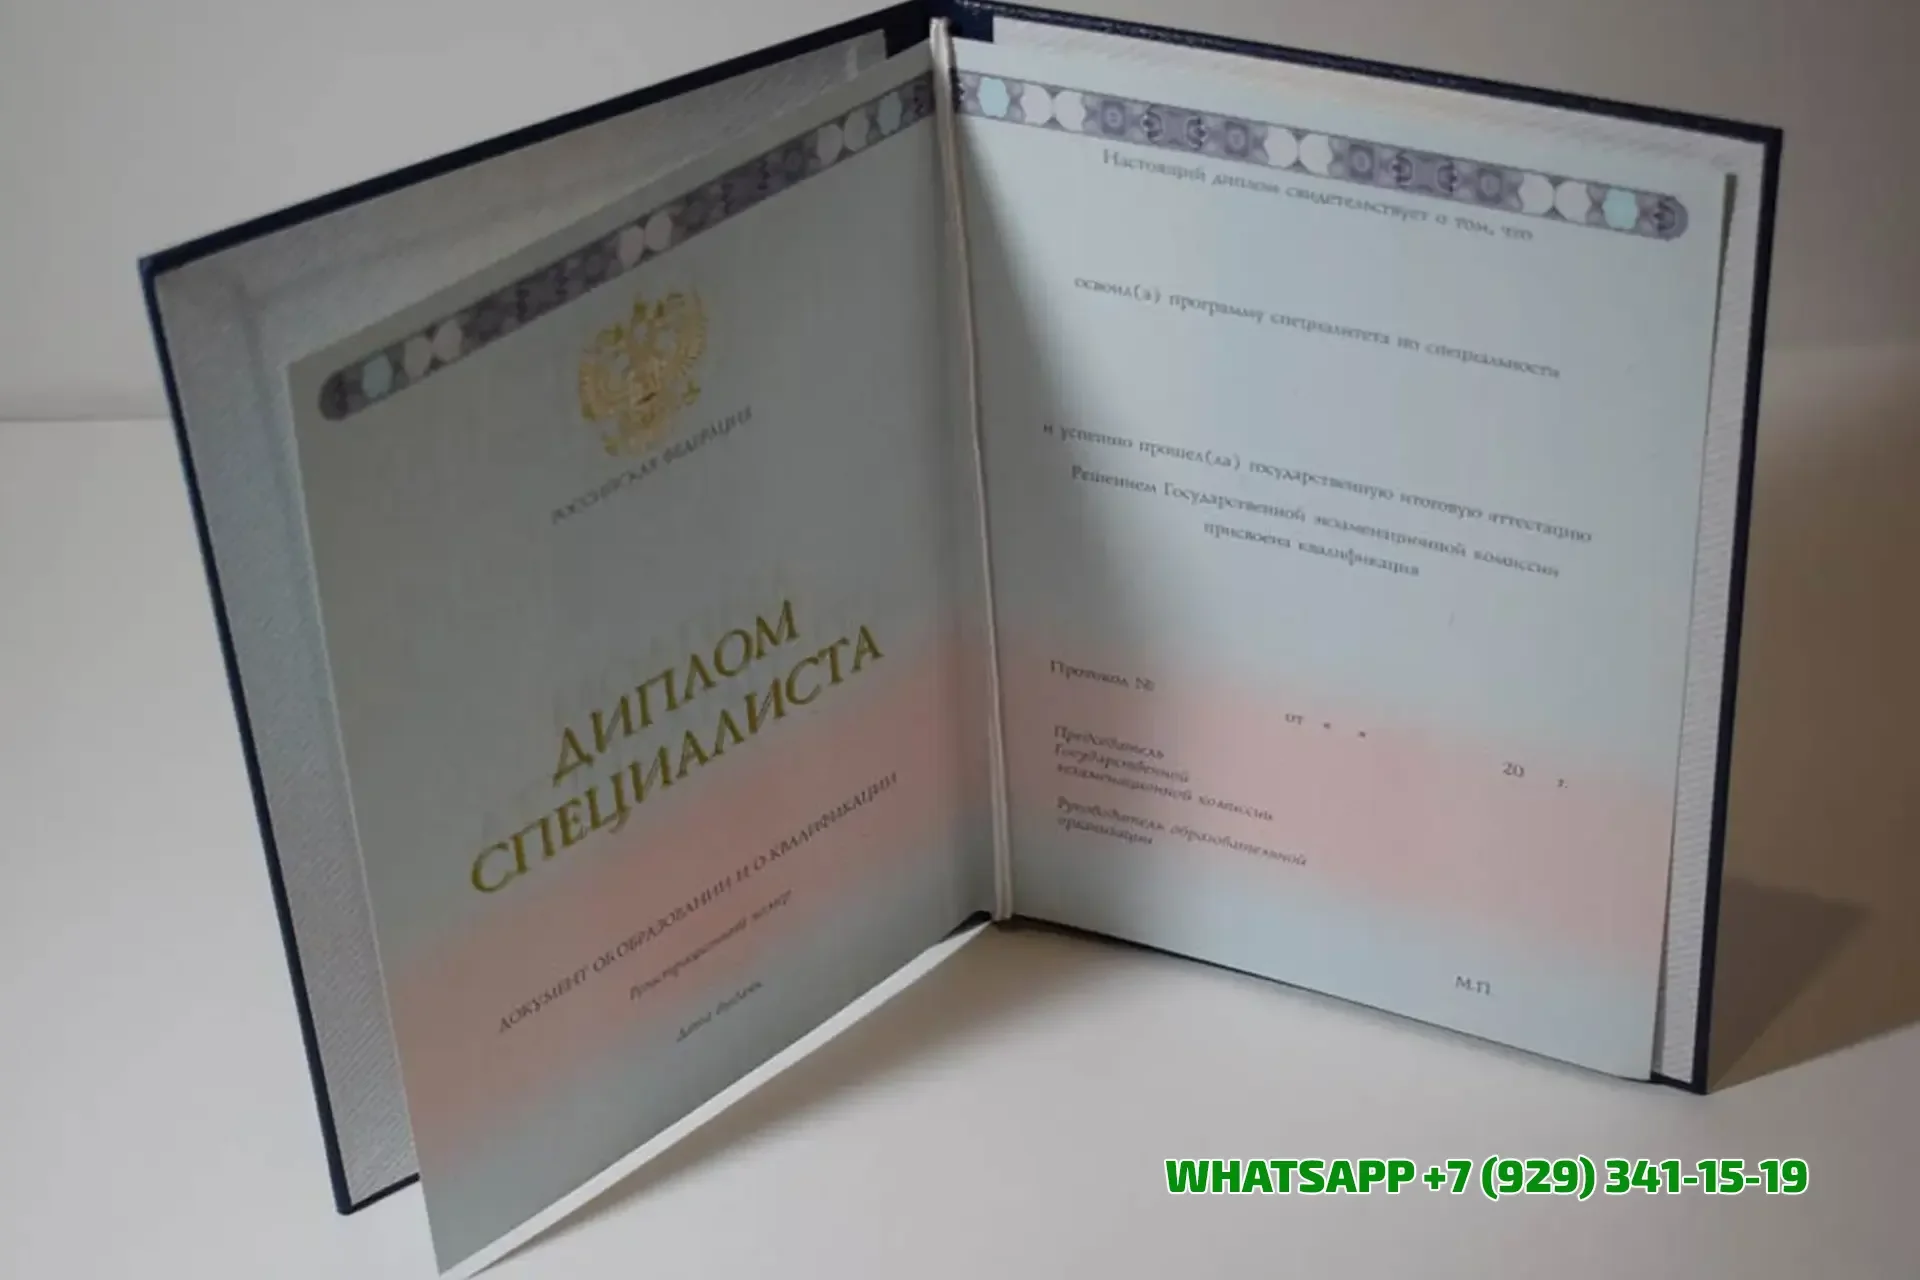 РОССИЙСКАЯ ФЕДЕРАЦИЯ
ДИПЛОМ
СПЕЦИАЛИСТА
ДОКУМЕНТ ОБ ОБРАЗОВАНИИ И О КВАЛИФИКАЦИИ
Регистрационный номер
Дата выдачи
Настоящий диплом свидетельствует о том, что
освоил(а) программу специалитета по специальности
и успешно прошел(ла) государственную итоговую аттестацию
Решением Государственной экзаменационной комиссии
присвоена квалификация
Протокол №
от « »
20 г.
Председатель
Государственной
экзаменационной комиссии
Руководитель образовательной
организации
М.П.
WHATSAPP +7 (929) 341-15-19